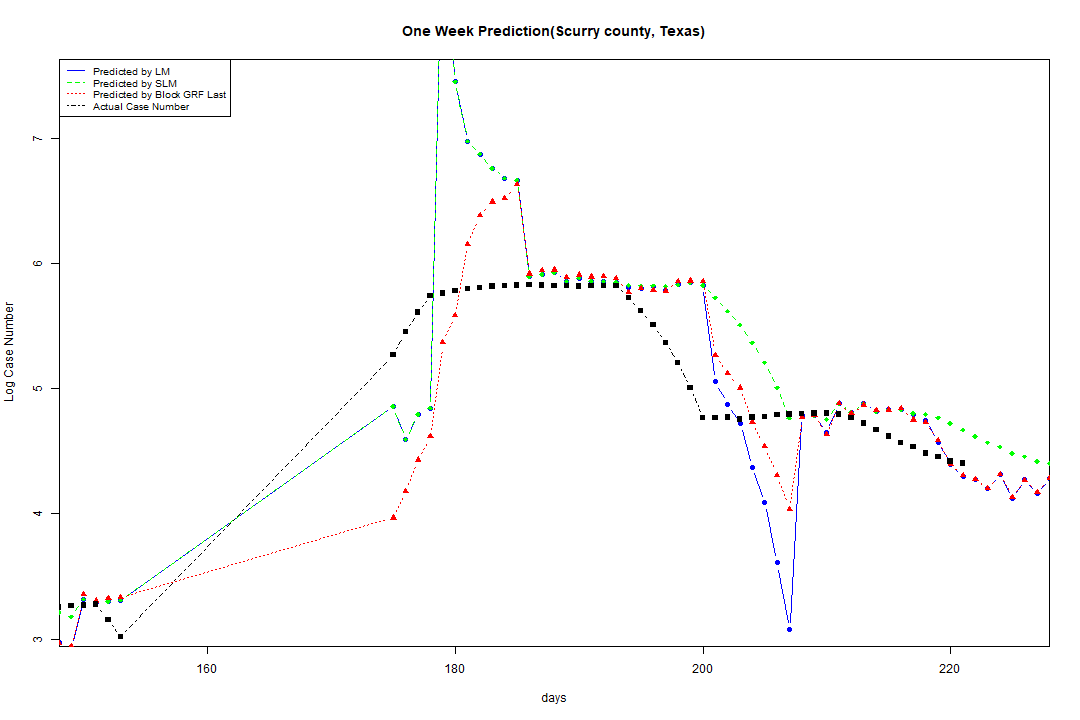 One Week Prediction(Scurry county, Texas)
Predicted by LM
Predicted by SLM
Predicted by Block GRF Last
Actual Case Number
Log Case Number
7
6
5
4
3
160 180 200 220
days